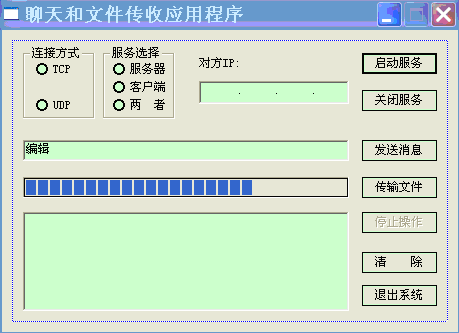 聊天和文件传收应用程序
连接方式
TCP
UDP
服务选择
服务器
客户端
两 者
对方IP:
. . .
启动服务
关闭服务
编辑
发送消息
传输文件
停止操作
清 除
退出系统